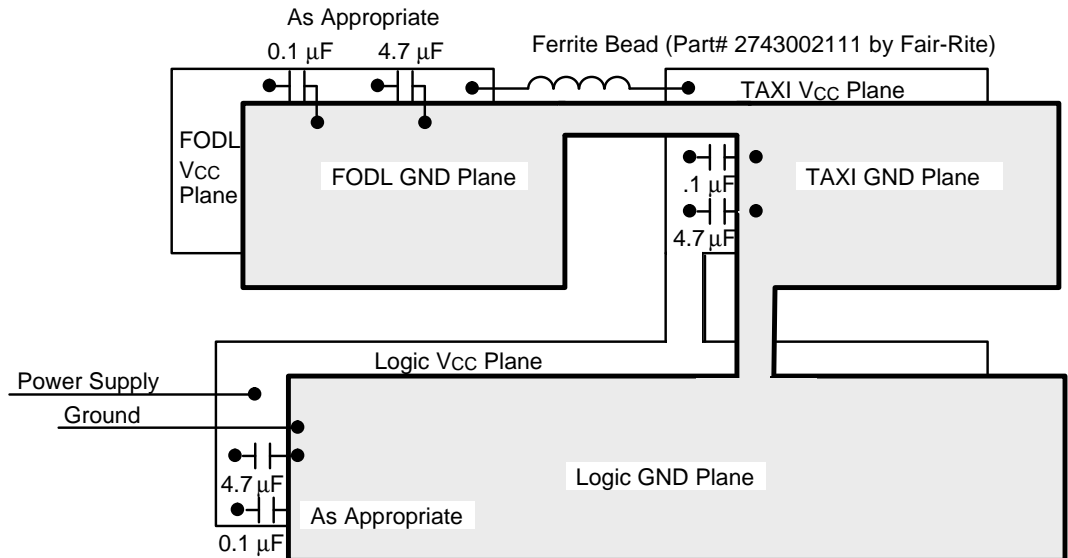 As Appropriate
0.1 μF
4.7 μF
Ferrite Bead (Part# 2743002111 by Fair-Rite)
TAXI VCC Plane
FODL
VCC
Plane
FODL GND Plane
.1 μF
4.7 μF
TAXI GND Plane
Logic VCC Plane
Power Supply
Ground
4.7 μF
Logic GND Plane
As Appropriate
0.1 μF